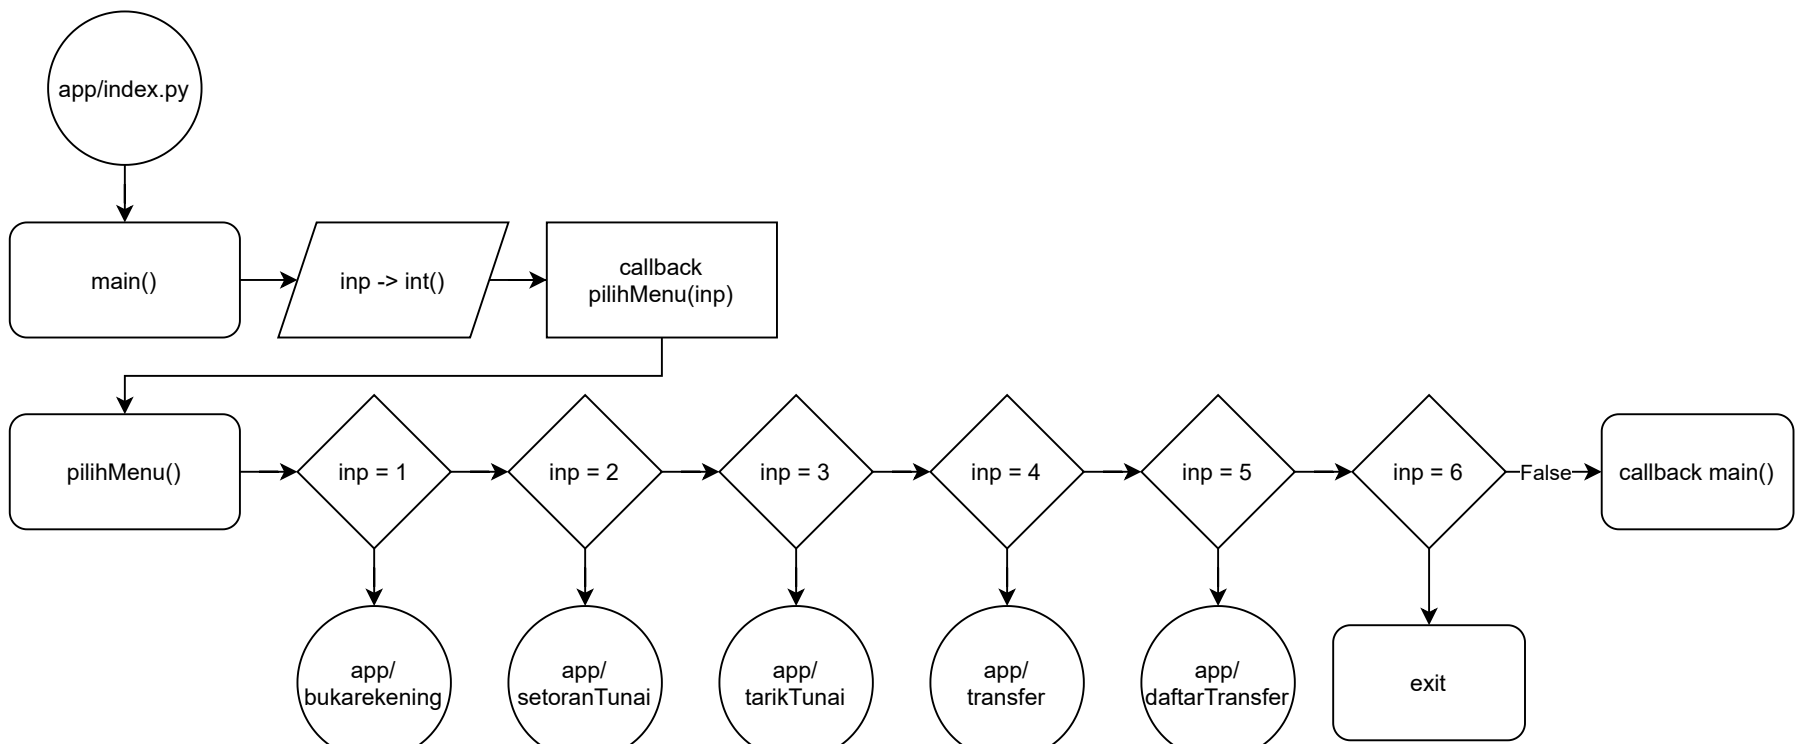 app/index.py
main()
inp -> int()
callback
pilihMenu(inp)
pilihMenu()
inp = 1
inp = 2
inp = 3
inp = 4
inp = 5
inp = 6
False
callback main()
app/
bukarekening
app/
setoranTunai
app/
tarikTunai
app/
transfer
app/
daftarTransfer
exit